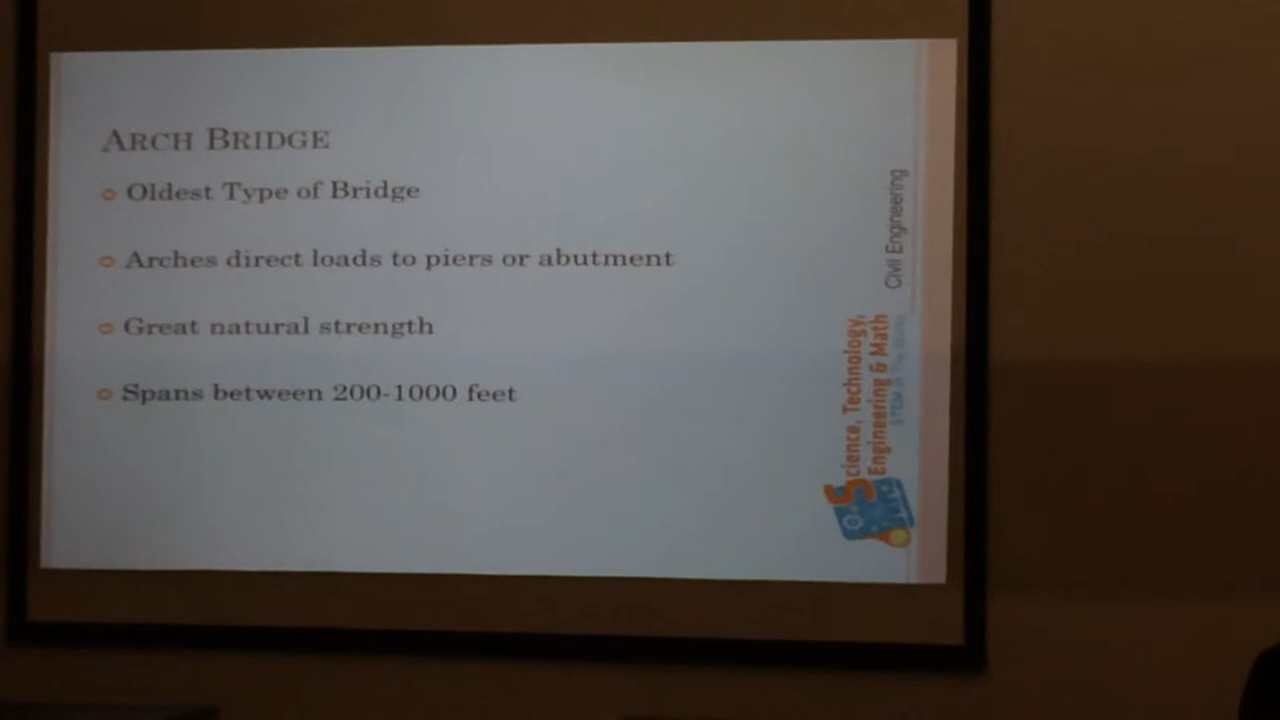 ARCH BRIDGE
Oldest Type of Bridge
Arches direct loads to piers or abutment
Great natural strength
Spans between 200-1000 feet
Civil Engineering
Science, Technology,
Engineering & Math